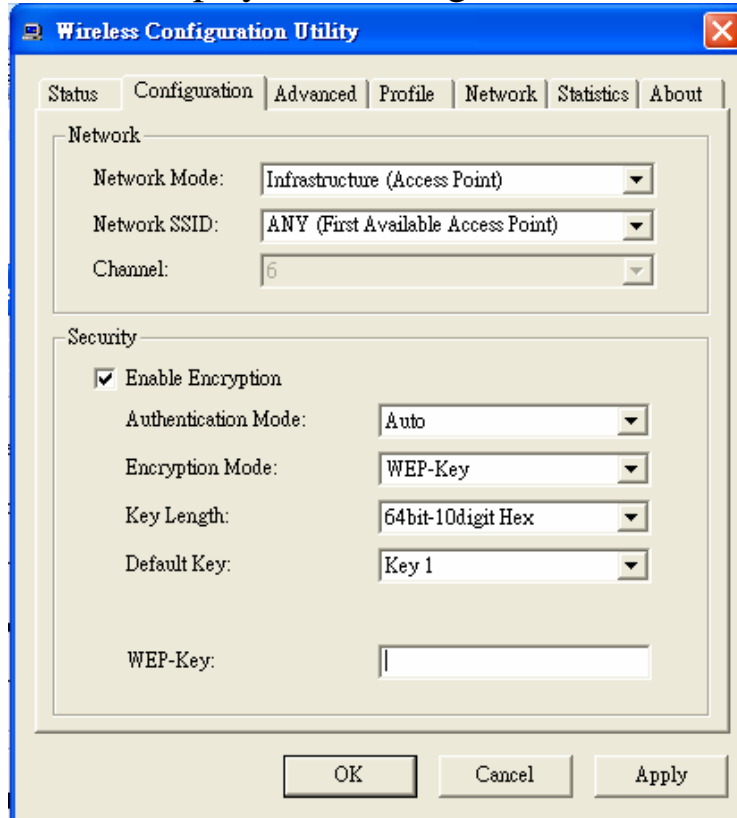 Wireless Configuration Utility
Status Configuration Advanced Profile Network Statistics About
Network
Network Mode: Infrastructure (Access Point)
Network SSID: ANY (First Available Access Point)
Channel: 6
Security
Enable Encryption
Authentication Mode: Auto
Encryption Mode: WEP-Key
Key Length: 64bit-10digit Hex
Default Key: Key 1
WEP-Key:
OK Cancel Apply